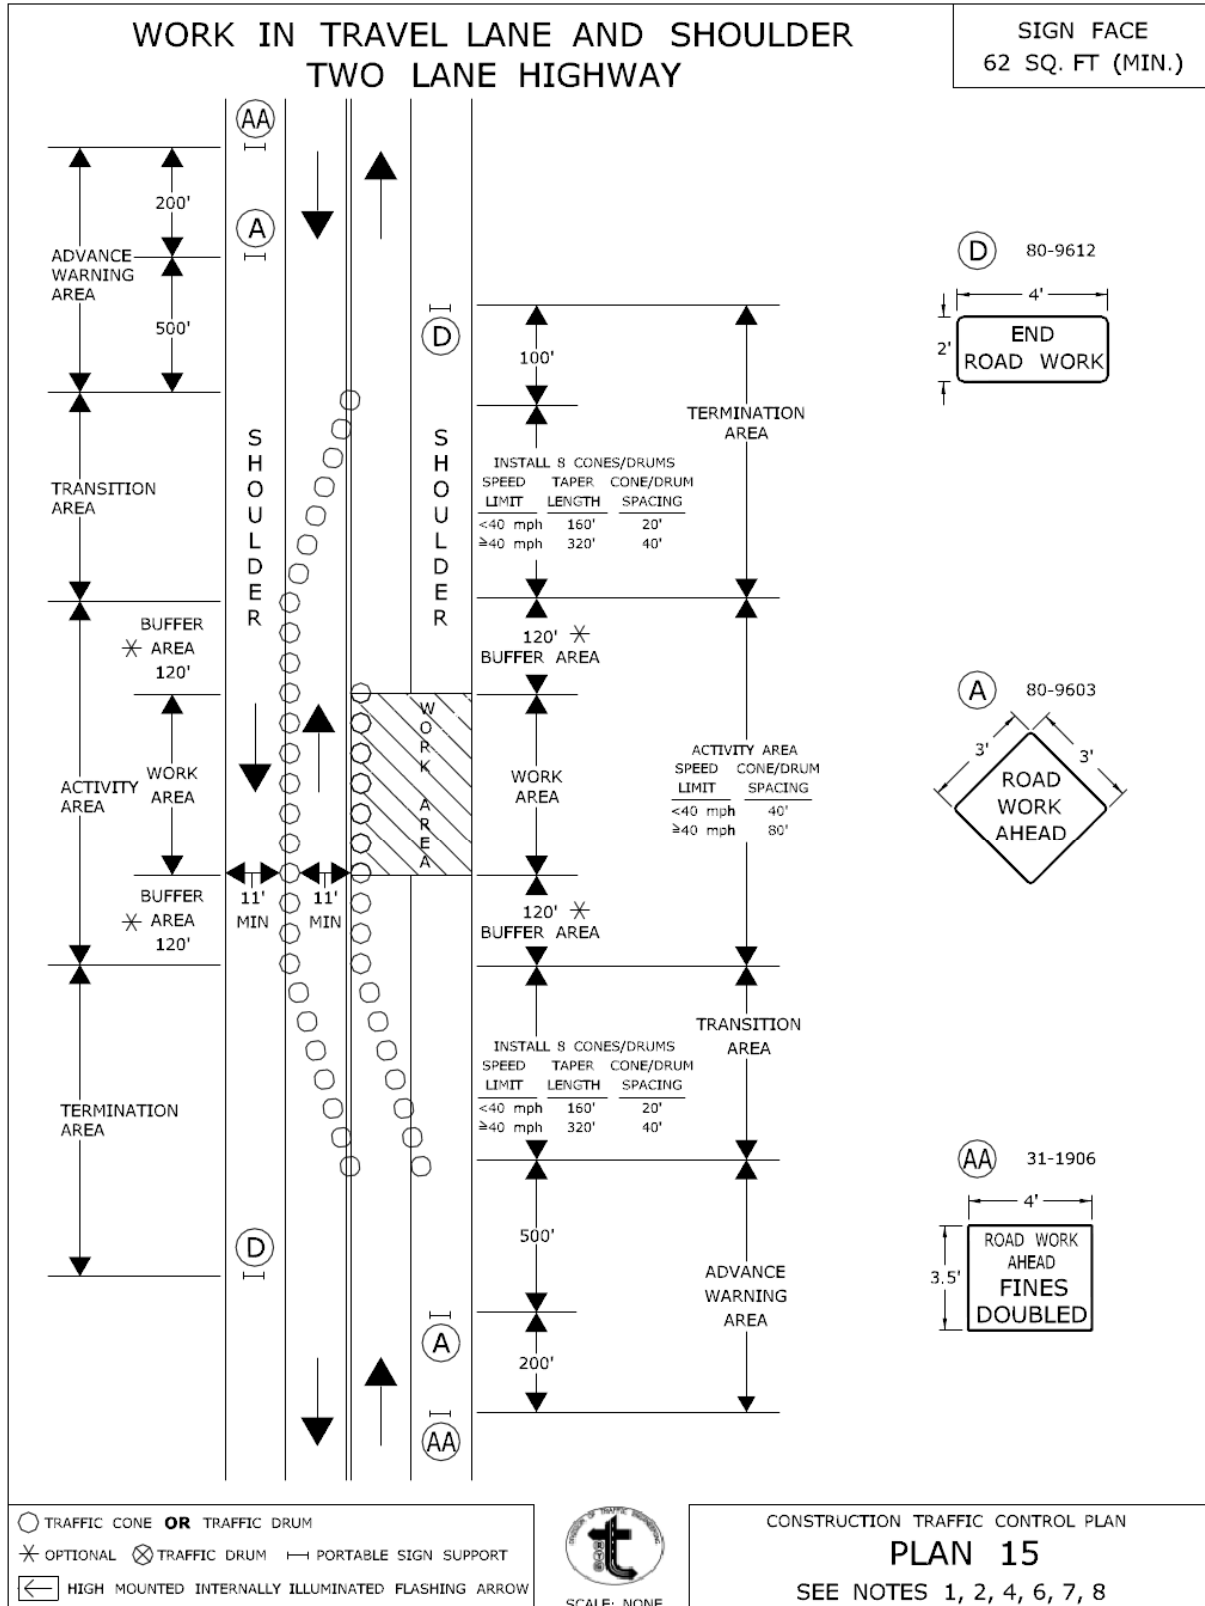 WORK IN TRAVEL LANE AND SHOULDER
TWO LANE HIGHWAY
SIGN FACE
62 SQ. FT (MIN.)
AA
200'
A
ADVANCE
WARNING
AREA
500'
TRANSITION
AREA
SHOULDER
BUFFER
* AREA
120'
ACTIVITY
AREA
WORK
AREA
11'
MIN
11'
MIN
BUFFER
* AREA
120'
TERMINATION
AREA
D
D
100'
TERMINATION
AREA
SHOULDER
INSTALL 8 CONES/DRUMS
SPEED TAPER CONE/DRUM
LIMIT LENGTH SPACING
<40 mph 160' 20'
≥40 mph 320' 40'
120' *
BUFFER AREA
WORK AREA
WORK
AREA
ACTIVITY AREA
SPEED CONE/DRUM
LIMIT SPACING
<40 mph 40'
≥40 mph 80'
120' *
BUFFER AREA
TRANSITION
AREA
INSTALL 8 CONES/DRUMS
SPEED TAPER CONE/DRUM
LIMIT LENGTH SPACING
<40 mph 160' 20'
≥40 mph 320' 40'
500'
ADVANCE
WARNING
AREA
A
200'
AA
D 80-9612
4'
2'
END
ROAD WORK
A 80-9603
3' 3'
ROAD
WORK
AHEAD
AA 31-1906
4'
3.5'
ROAD WORK
AHEAD
FINES
DOUBLED
TRAFFIC CONE OR TRAFFIC DRUM
* OPTIONAL TRAFFIC DRUM PORTABLE SIGN SUPPORT
HIGH MOUNTED INTERNALLY ILLUMINATED FLASHING ARROW
DIVISION OF TRAFFIC ENGINEERING
t
SCALE: NONE
CONSTRUCTION TRAFFIC CONTROL PLAN
PLAN 15
SEE NOTES 1, 2, 4, 6, 7, 8